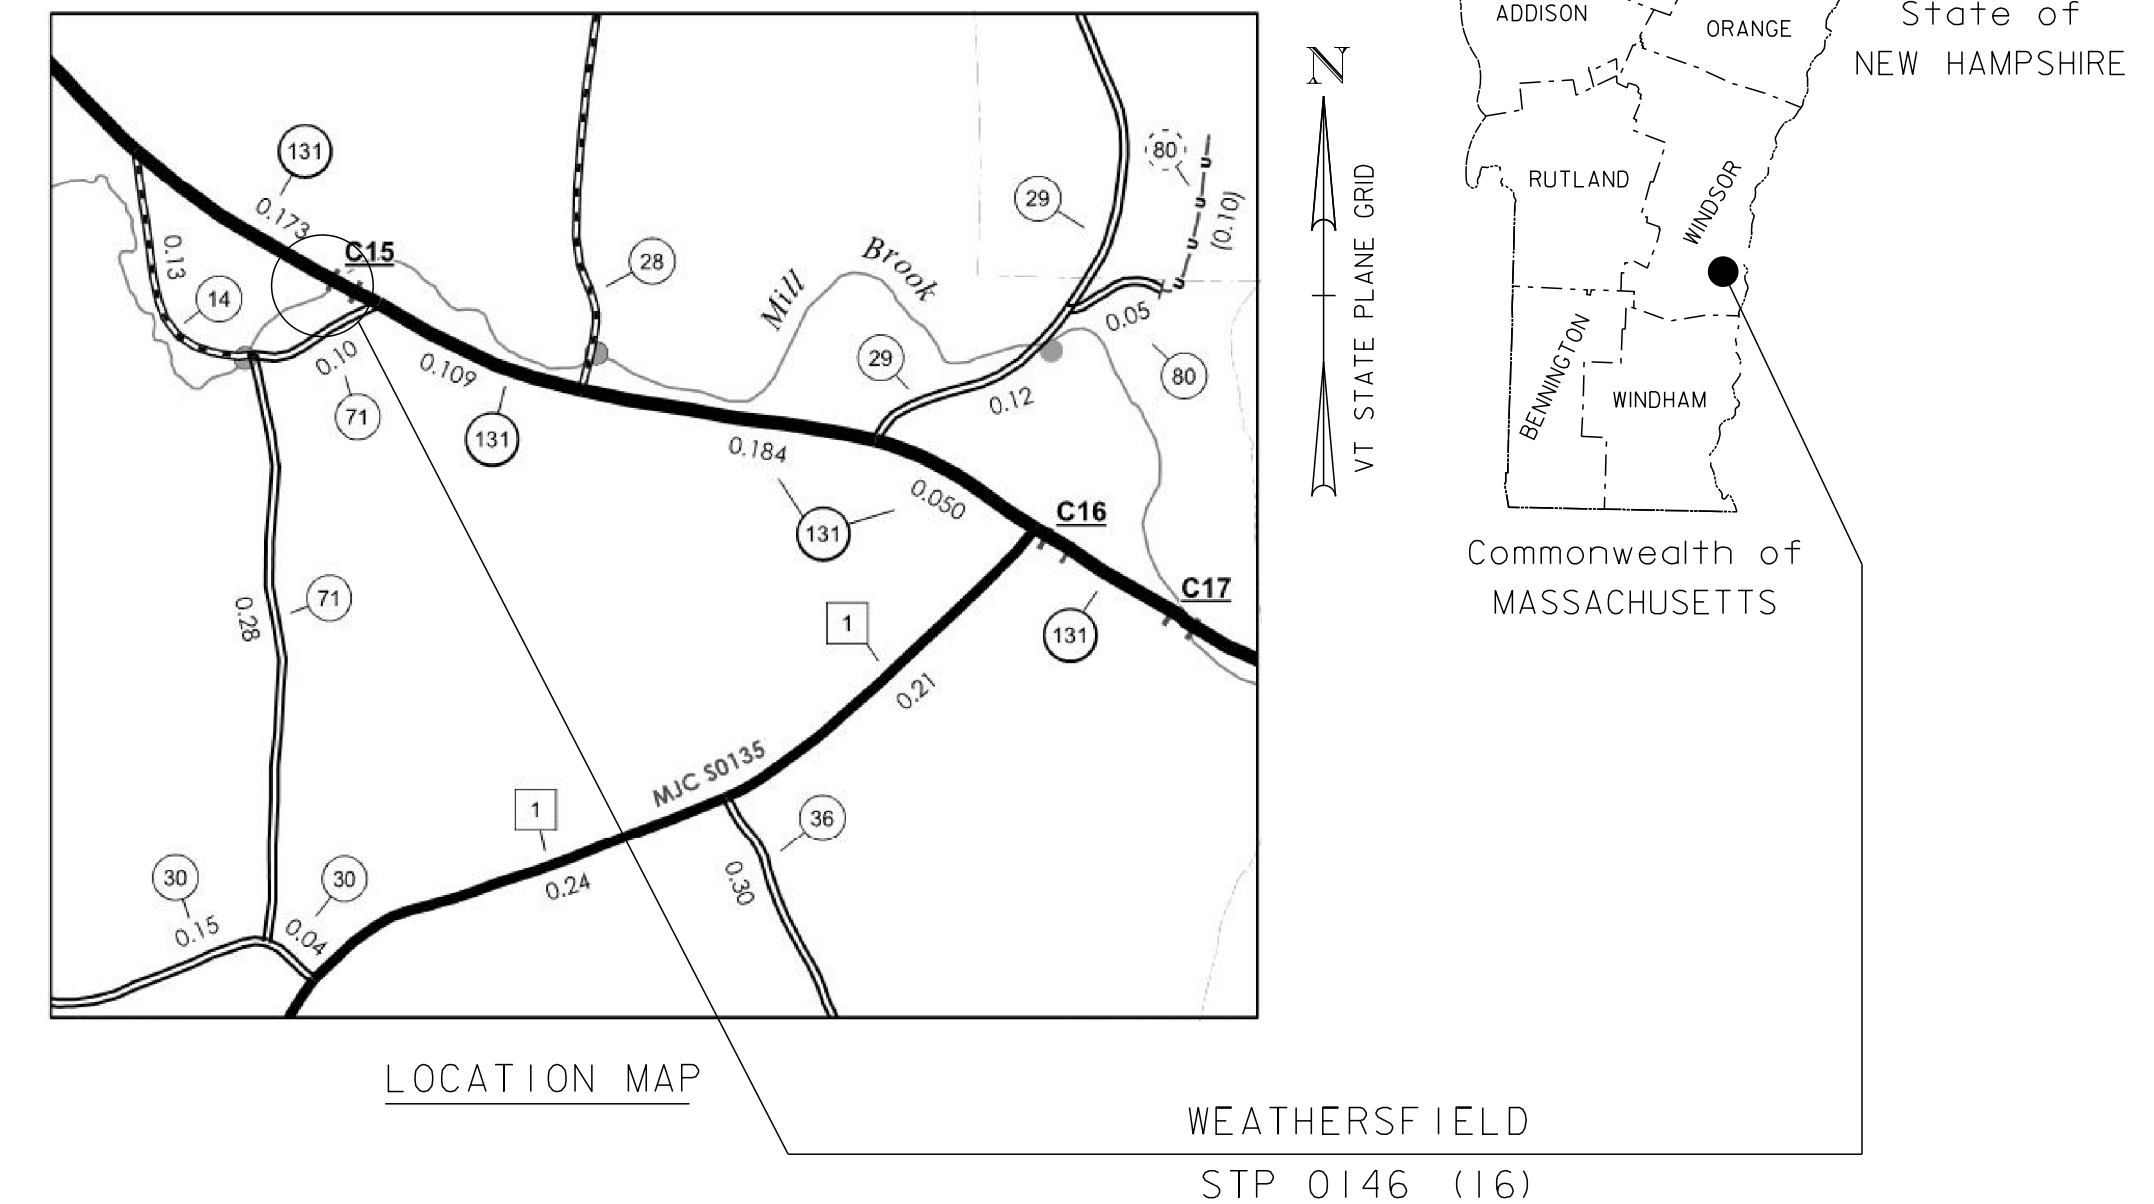 ADDISON
ORANGE
State of
NEW HAMPSHIRE
N
VT STATE PLANE GRID
RUTLAND
WINDSOR
BENNINGTON
WINDHAM
Commonwealth of
MASSACHUSETTS
131
0.173
C15
0.13
14
28
Mill Brook
29
80
(0.10)
0.05
80
29
0.12
0.10
71
0.109
131
0.184
0.050
131
C16
C17
131
71
0.28
1
0.21
MJC S0135
1
0.24
36
0.30
30
0.15
30
0.04
LOCATION MAP
WEATHERSFIELD
STP 0146 (16)